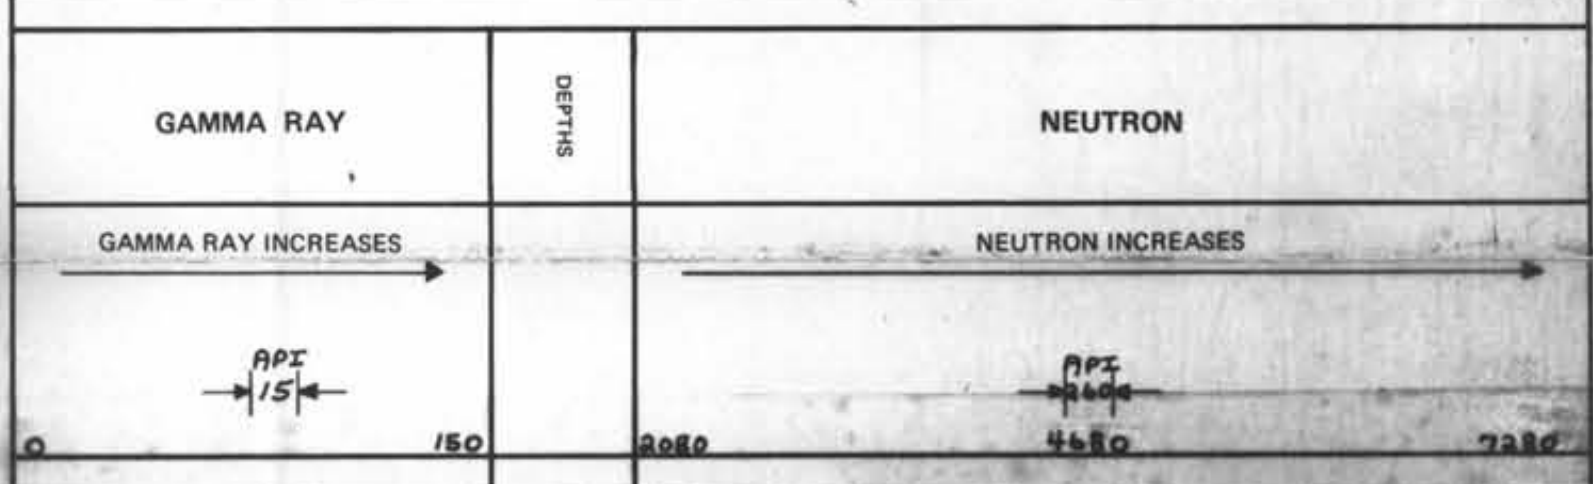 GAMMA RAY
DEPTHS
NEUTRON
GAMMA RAY INCREASES
NEUTRON INCREASES
API
15
API
260
0
150
2080
4680
7280